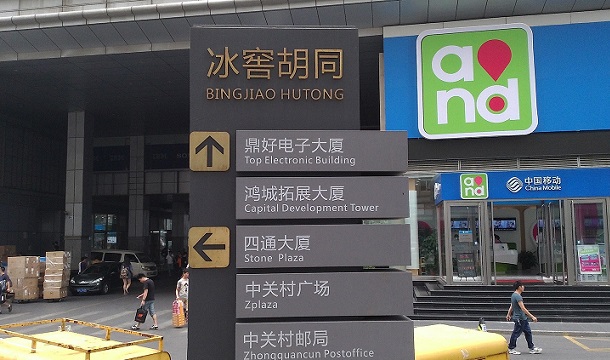 冰窖胡同
BINGJIAO HUTONG
鼎好电子大厦
Top Electronic Building
鸿城拓展大厦
Capital Development Tower
四通大厦
Stone Plaza
中关村广场
Zplaza
中关村邮局
Zhongguancun Postoffice
and
and
中国移动
China Mobile